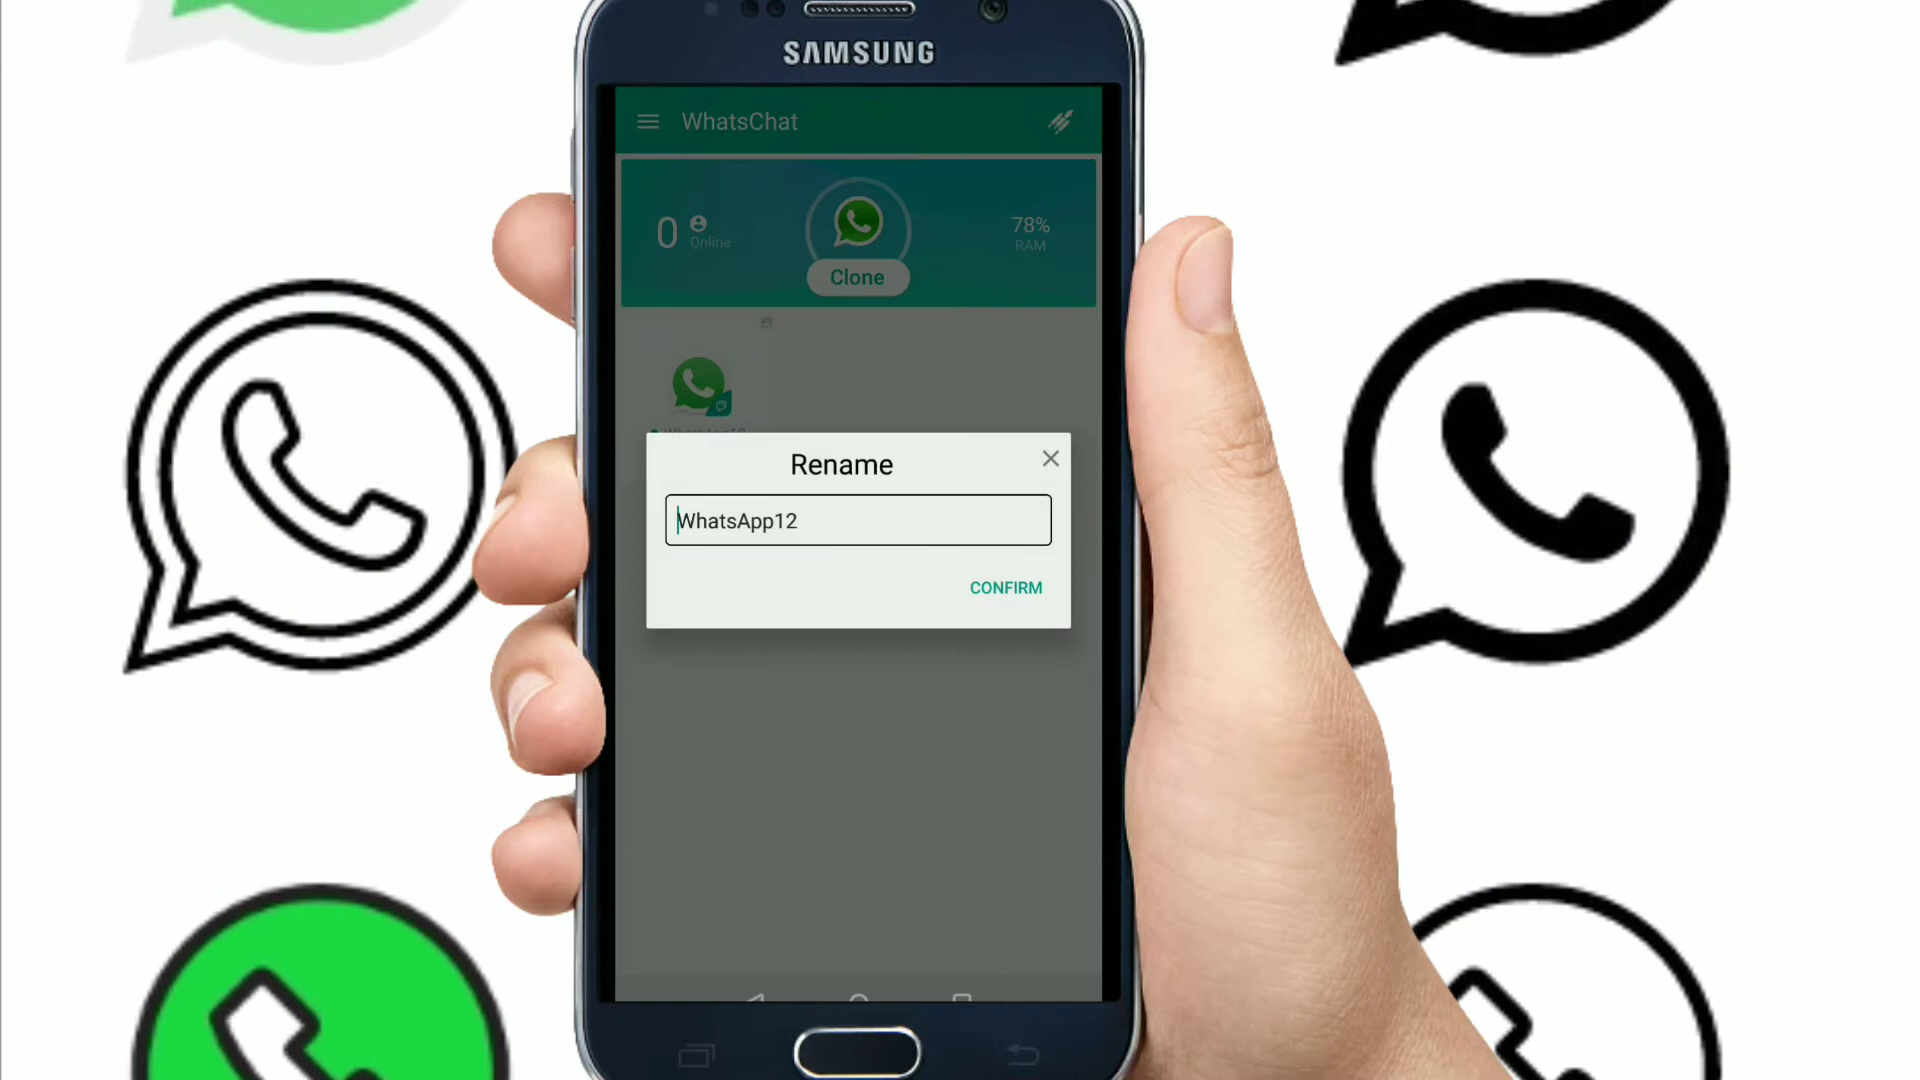 SAMSUNG
WhatsChat
0
Online
Clone
78%
RAM
Rename
WhatsApp12
CONFIRM